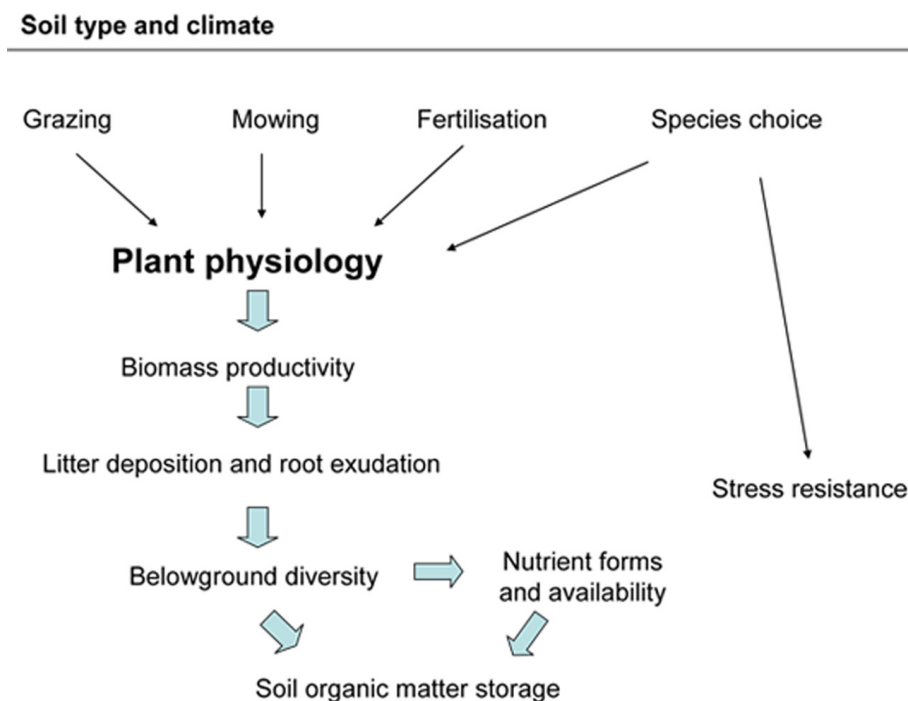 Soil type and climate
Grazing
Mowing
Fertilisation
Species choice
Plant physiology
Biomass productivity
Litter deposition and root exudation
Stress resistance
Belowground diversity
Nutrient forms
and availability
Soil organic matter storage